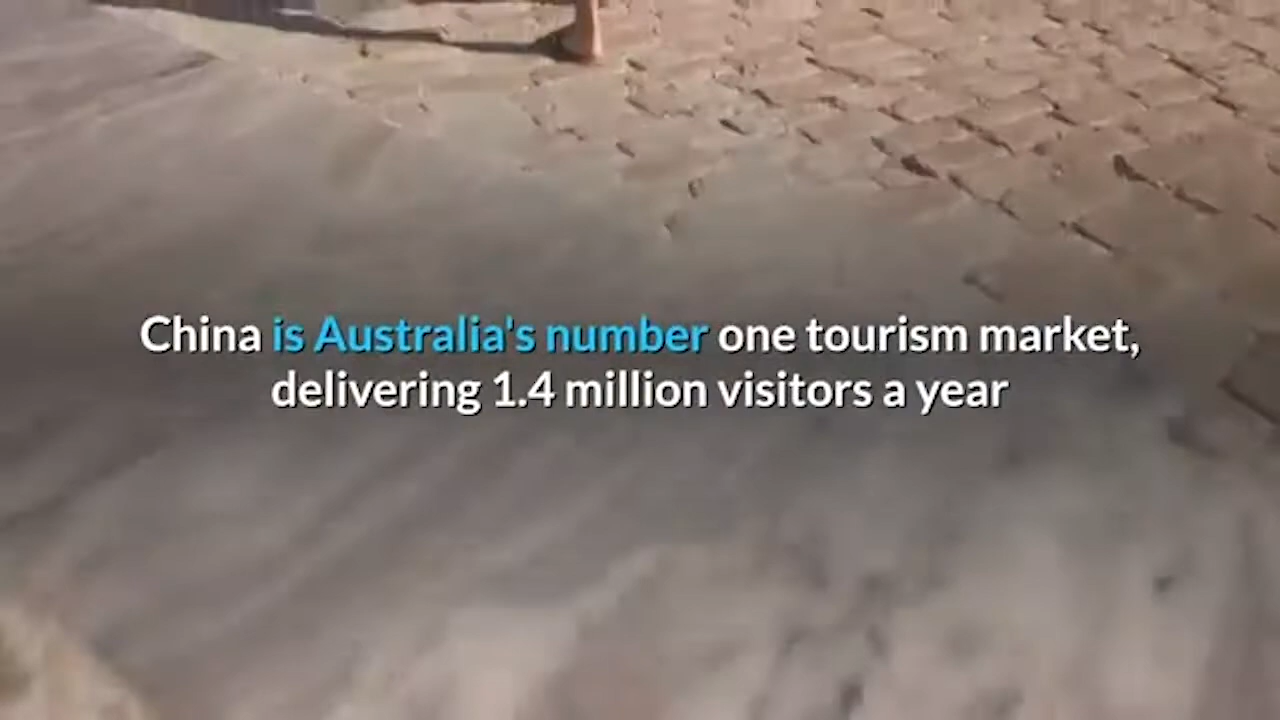 China is Australia's number one tourism market,
delivering 1.4 million visitors a year